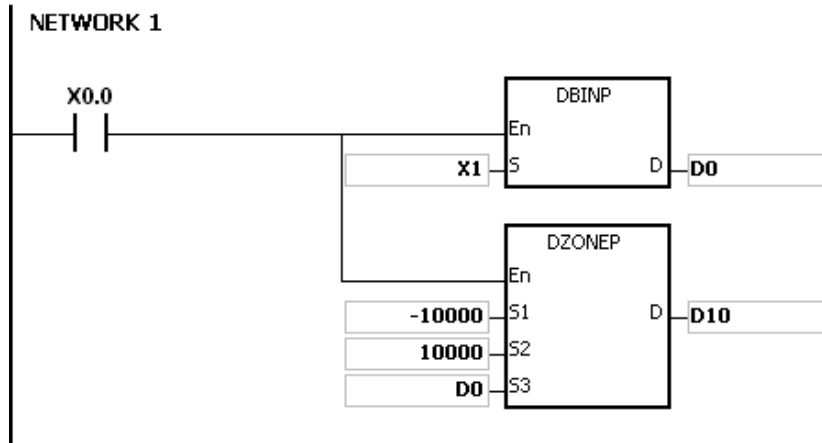 NETWORK 1
X0.0
DBINP
En
X1 S D D0
DZONEP
En
-10000 S1 D D10
10000 S2
D0 S3